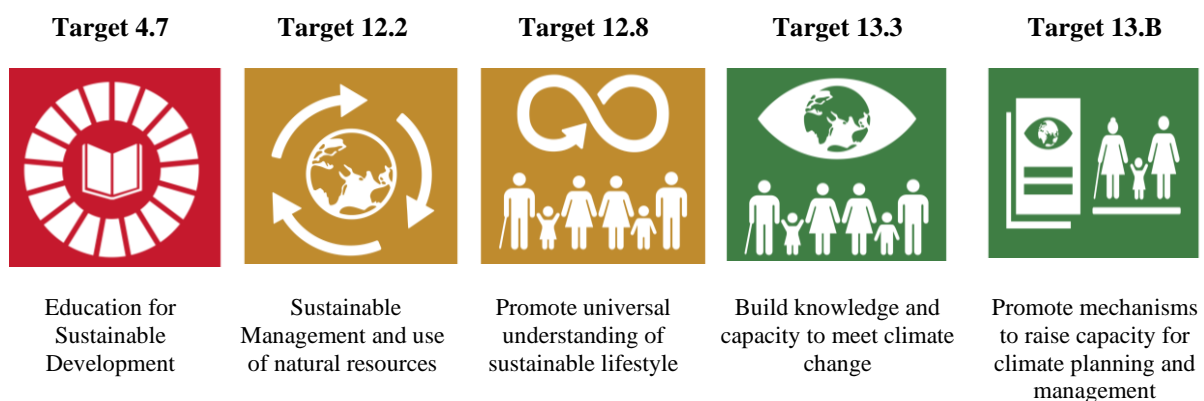 Target 4.7
Target 12.2
Target 12.8
Target 13.3
Target 13.B
Education for
Sustainable
Development
Sustainable
Management and use
of natural resources
Promote universal
understanding of
sustainable lifestyle
Build knowledge and
capacity to meet climate
change
Promote mechanisms
to raise capacity for
climate planning and
management